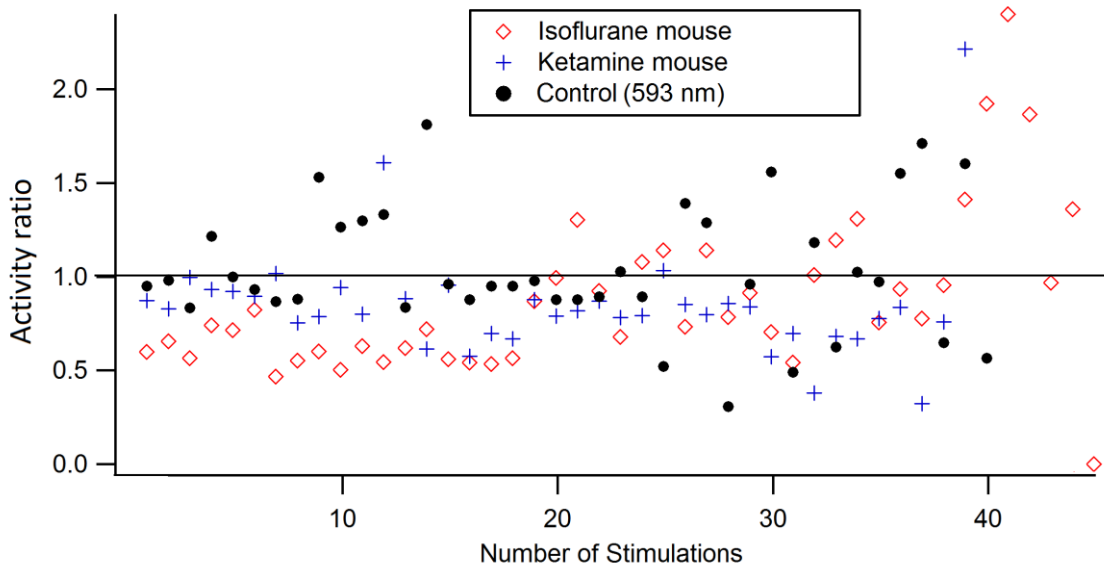 Isoflurane mouse
Ketamine mouse
Control (593 nm)
Activity ratio
2.0
1.5
1.0
0.5
0.0
10 20 30 40
Number of Stimulations